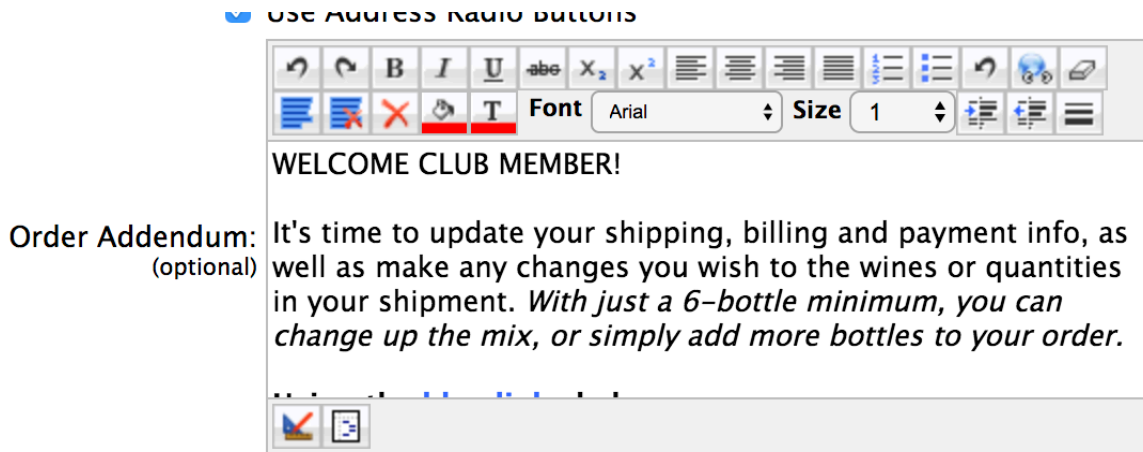 Use Address Radio Buttons
Font Arial Size 1
WELCOME CLUB MEMBER!
Order Addendum:
(optional)
It's time to update your shipping, billing and payment info, as
well as make any changes you wish to the wines or quantities
in your shipment. With just a 6-bottle minimum, you can
change up the mix, or simply add more bottles to your order.